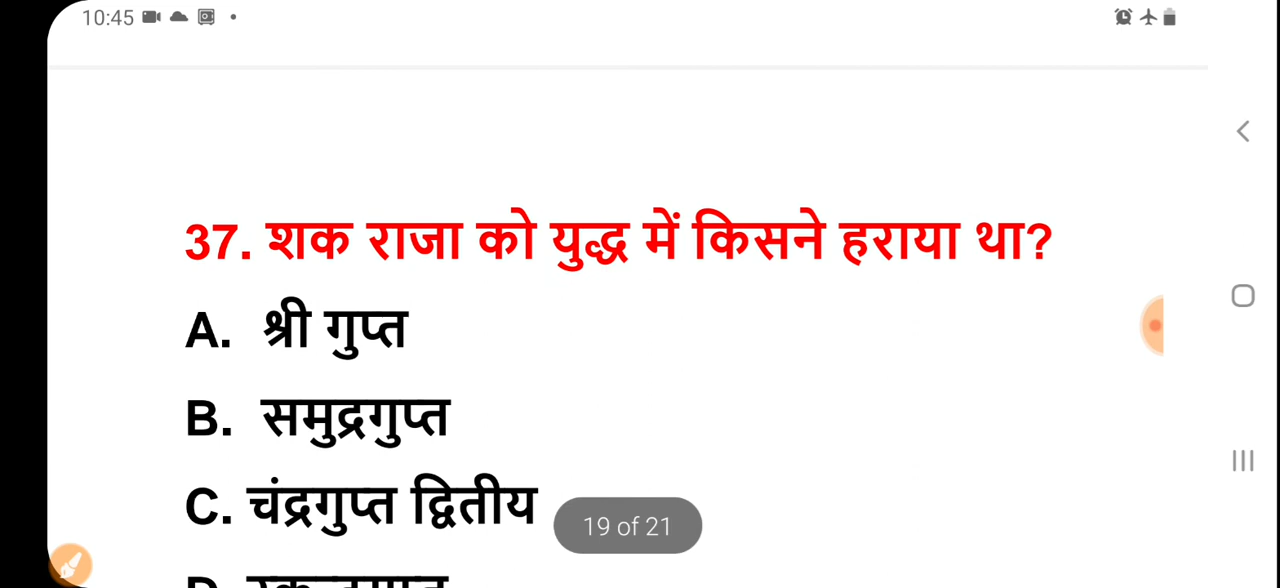 10:45
37. शक राजा को युद्ध में किसने हराया था?
A. श्री गुप्त
B. समुद्रगुप्त
C. चंद्रगुप्त द्वितीय
19 of 21